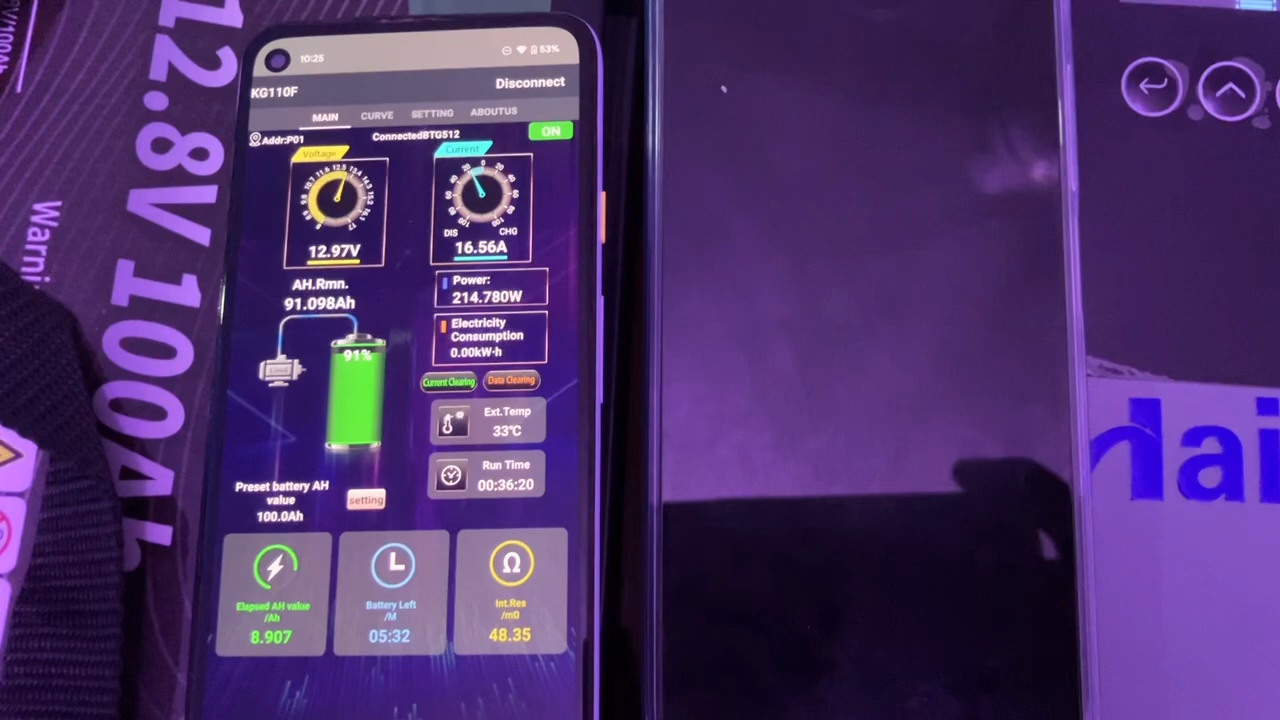 12.8V 100Ah
Warni
10:25
53%
KG110F
Disconnect
MAIN
CURVE
SETTING
ABOUTUS
Addr:P01
ConnectedBTG512
ON
Voltage
Current
12.97V
DIS
CHG
16.56A
AH.Rmn.
91.098Ah
Power:
214.780W
Electricity
Consumption
0.00kW·h
91%
Current Clearing
Data Clearing
Ext.Temp
33℃
Run Time
00:36:20
Preset battery AH
value
100.0Ah
setting
Elapsed AH value
/Ah
8.907
Battery Left
/M
05:32
Ω
Int.Res
/mΩ
48.35